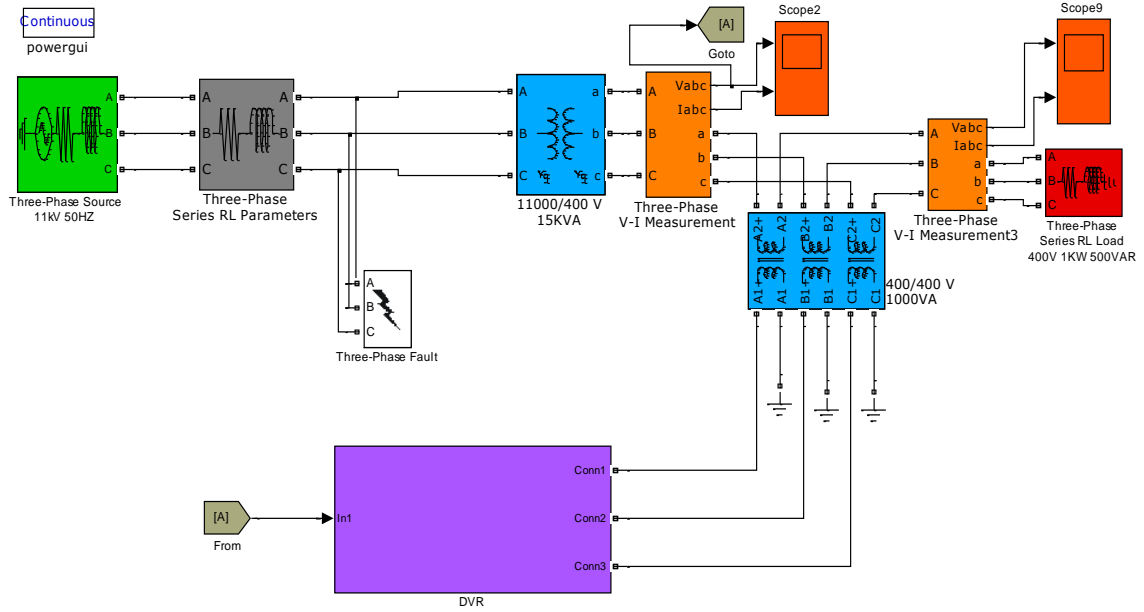 Continuous
powergui
[A]
Goto
Scope2
Scope9
A
B
C
Three-Phase Source
11kV 50HZ
A
B
C
A
B
C
Three-Phase
Series RL Parameters
A
B
C
a
b
c
Yg
Yg
11000/400 V
15KVA
A
B
C
Vabc
Iabc
a
b
c
Three-Phase
V-I Measurement
A
B
C
Vabc
Iabc
a
b
c
Three-Phase
V-I Measurement3
A
B
C
Three-Phase
Series RL Load
400V 1KW 500VAR
A2+
A2
B2+
B2
C2+
C2
A1+
A1
B1+
B1
C1+
C1
400/400 V
1000VA
A
B
C
Three-Phase Fault
[A]
From
In1
Conn1
Conn2
Conn3
DVR